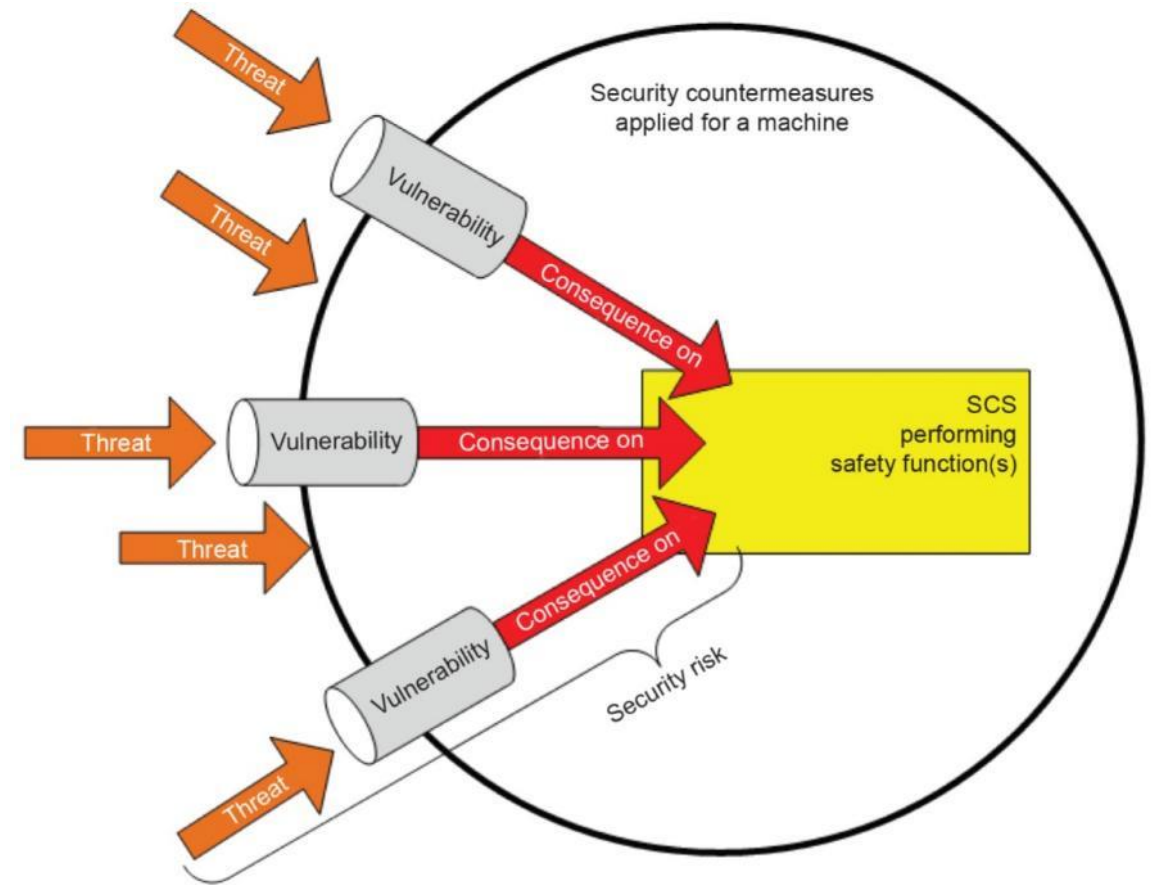 Threat
Security countermeasures
applied for a machine
Vulnerability
Threat
Consequence on
SCS
performing
safety function(s)
Threat
Vulnerability
Consequence on
Threat
Consequence on
Vulnerability
Security risk
Threat